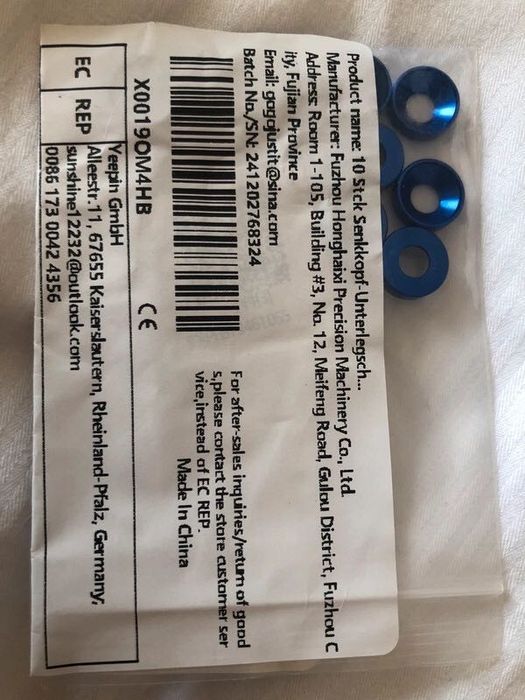 Product name: 10 Stck Senkkopf-Unterlegsch...
Manufacturer: Fuzhou Honghaixi Precision Machinery Co., Ltd.
Address: Room 1-105, Building #3, No. 12, Meifeng Road, Gulou District, Fuzhou C
ity, Fujian Province
Email: gogojustit@sina.com
Batch No./SN: 241202768324
For after-sales inquiries/return of good
s,please contact the store customer ser
vice,instead of EC REP.
Made In China
X0019OM4HB
CE
EC REP
Yeepin GmbH
Alleestr.11, 67655 Kaiserslautern, Rheinland-Pfalz, Germany;
sunshine12232@outlook.com
0086 173 0042 4356